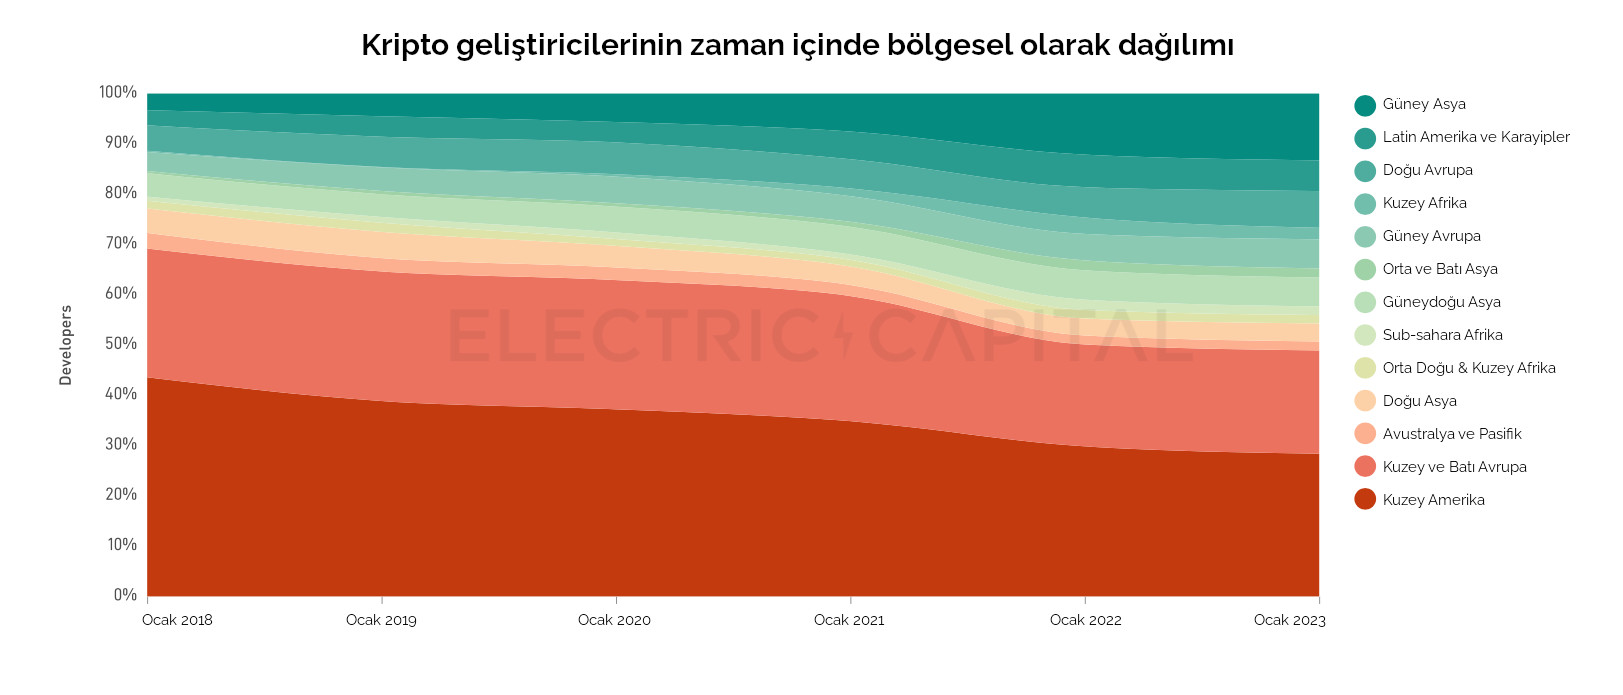 Kripto geliştiricilerinin zaman içinde bölgesel olarak dağılımı
100%
90%
80%
70%
60%
50%
40%
30%
20%
10%
0%
Developers
ELECTRIC CAPITAL
Ocak 2018
Ocak 2019
Ocak 2020
Ocak 2021
Ocak 2022
Ocak 2023
Güney Asya
Latin Amerika ve Karayipler
Doğu Avrupa
Kuzey Afrika
Güney Avrupa
Orta ve Batı Asya
Güneydoğu Asya
Sub-sahara Afrika
Orta Doğu & Kuzey Afrika
Doğu Asya
Avustralya ve Pasifik
Kuzey ve Batı Avrupa
Kuzey Amerika